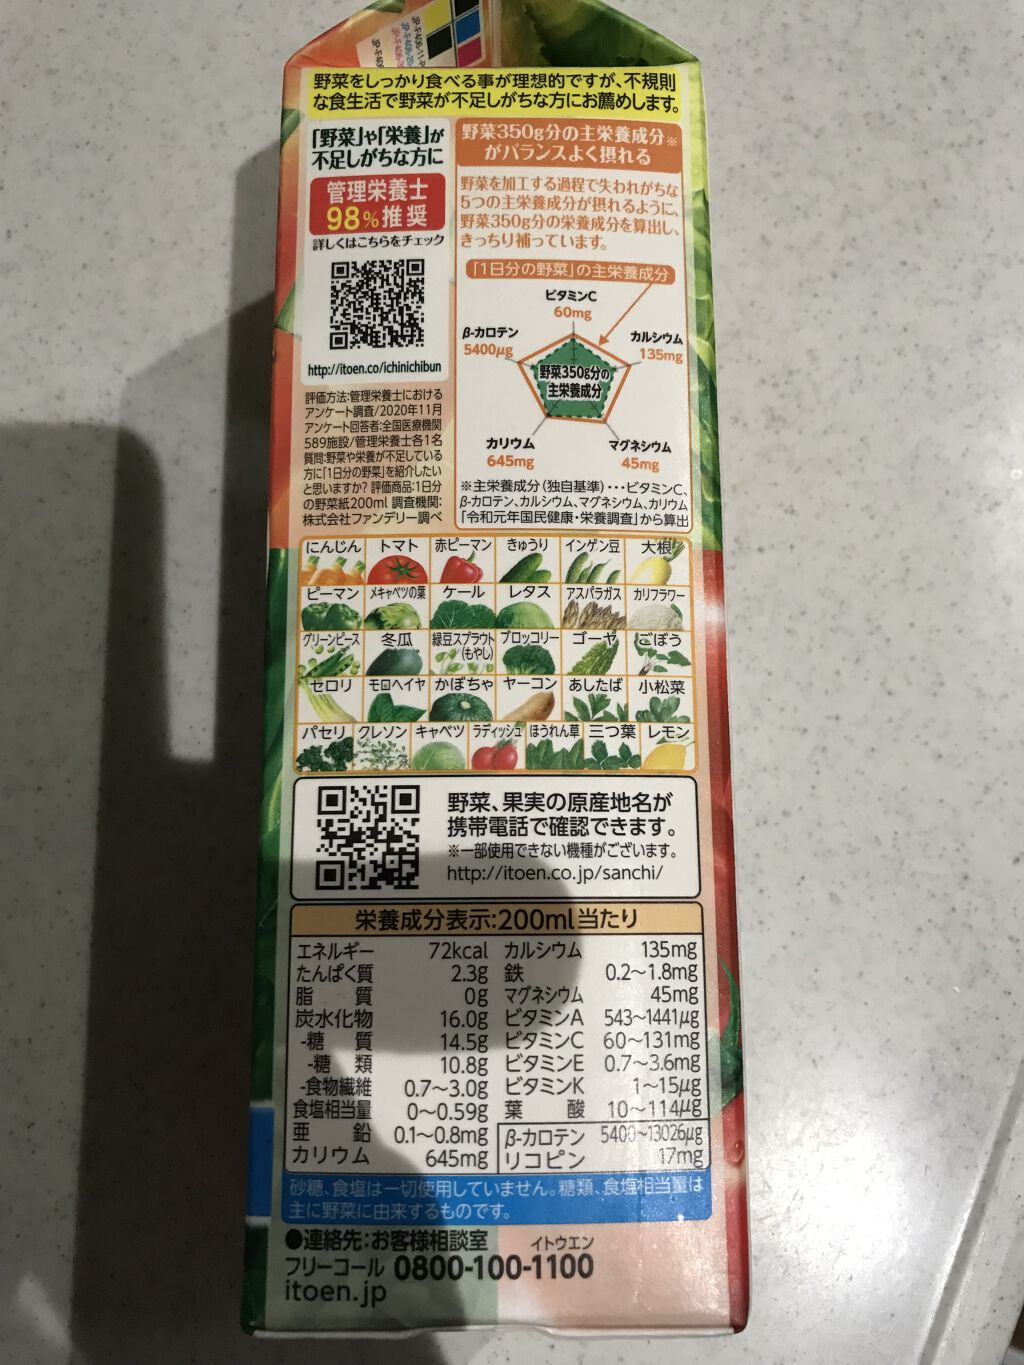 野菜をしっかり食べる事が理想的ですが、不規則
な食生活で野菜が不足しがちな方にお薦めします。
「野菜」や「栄養」が
不足しがちな方に
管理栄養士
98%推奨
詳しくはこちらをチェック
http://itoen.co/ichinichibun
評価方法:管理栄養士における
アンケート調査/2020年11月
アンケート回答者:全国医療機関
589施設/管理栄養士各1名
質問:野菜や栄養が不足している
方に「1日分の野菜」を紹介したい
と思いますか? 評価商品:1日分
の野菜紙200ml 調査機関:
株式会社ファンデリー調べ
野菜350g分の主栄養成分※
がバランスよく摂れる
野菜を加工する過程で失われがちな
5つの主栄養成分が摂れるように、
野菜350g分の栄養成分を算出し、
きっちり補っています。
「1日分の野菜」の主栄養成分
ビタミンC
60mg
β-カロテン
5400μg
カルシウム
135mg
野菜350g分の
主栄養成分
カリウム
645mg
マグネシウム
45mg
※主栄養成分(独自基準)・・・ビタミンC、
β-カロテン、カルシウム、マグネシウム、カリウム
「令和元年国民健康・栄養調査」から算出
にんじん トマト 赤ピーマン きゅうり インゲン豆 大根
ピーマン メキャベツの葉 ケール レタス アスパラガス カリフラワー
グリーンピース 冬瓜 緑豆スプラウト(もやし) ブロッコリー ゴーヤ ごぼう
セロリ モロヘイヤ かぼちゃ ヤーコン あしたば 小松菜
パセリ クレソン キャベツ ラディッシュ ほうれん草 三つ葉 レモン
野菜、果実の原産地名が
携帯電話で確認できます。
※一部使用できない機種がございます。
http://itoen.co.jp/sanchi/
栄養成分表示:200ml当たり
エネルギー 72kcal カルシウム 135mg
たんぱく質 2.3g 鉄 0.2〜1.8mg
脂質 0g マグネシウム 45mg
炭水化物 16.0g ビタミンA 543〜1441μg
-糖質 14.5g ビタミンC 60〜131mg
-糖類 10.8g ビタミンE 0.7〜3.6mg
-食物繊維 0.7〜3.0g ビタミンK 1〜15μg
食塩相当量 0〜0.59g 葉酸 10〜114μg
亜鉛 0.1〜0.8mg β-カロテン 5400〜13026μg
カリウム 645mg リコピン 17mg
砂糖、食塩は一切使用していません。糖類、食塩相当量は
主に野菜に由来するものです。
●連絡先:お客様相談室 イトウエン
フリーコール 0800-100-1100
itoen.jp